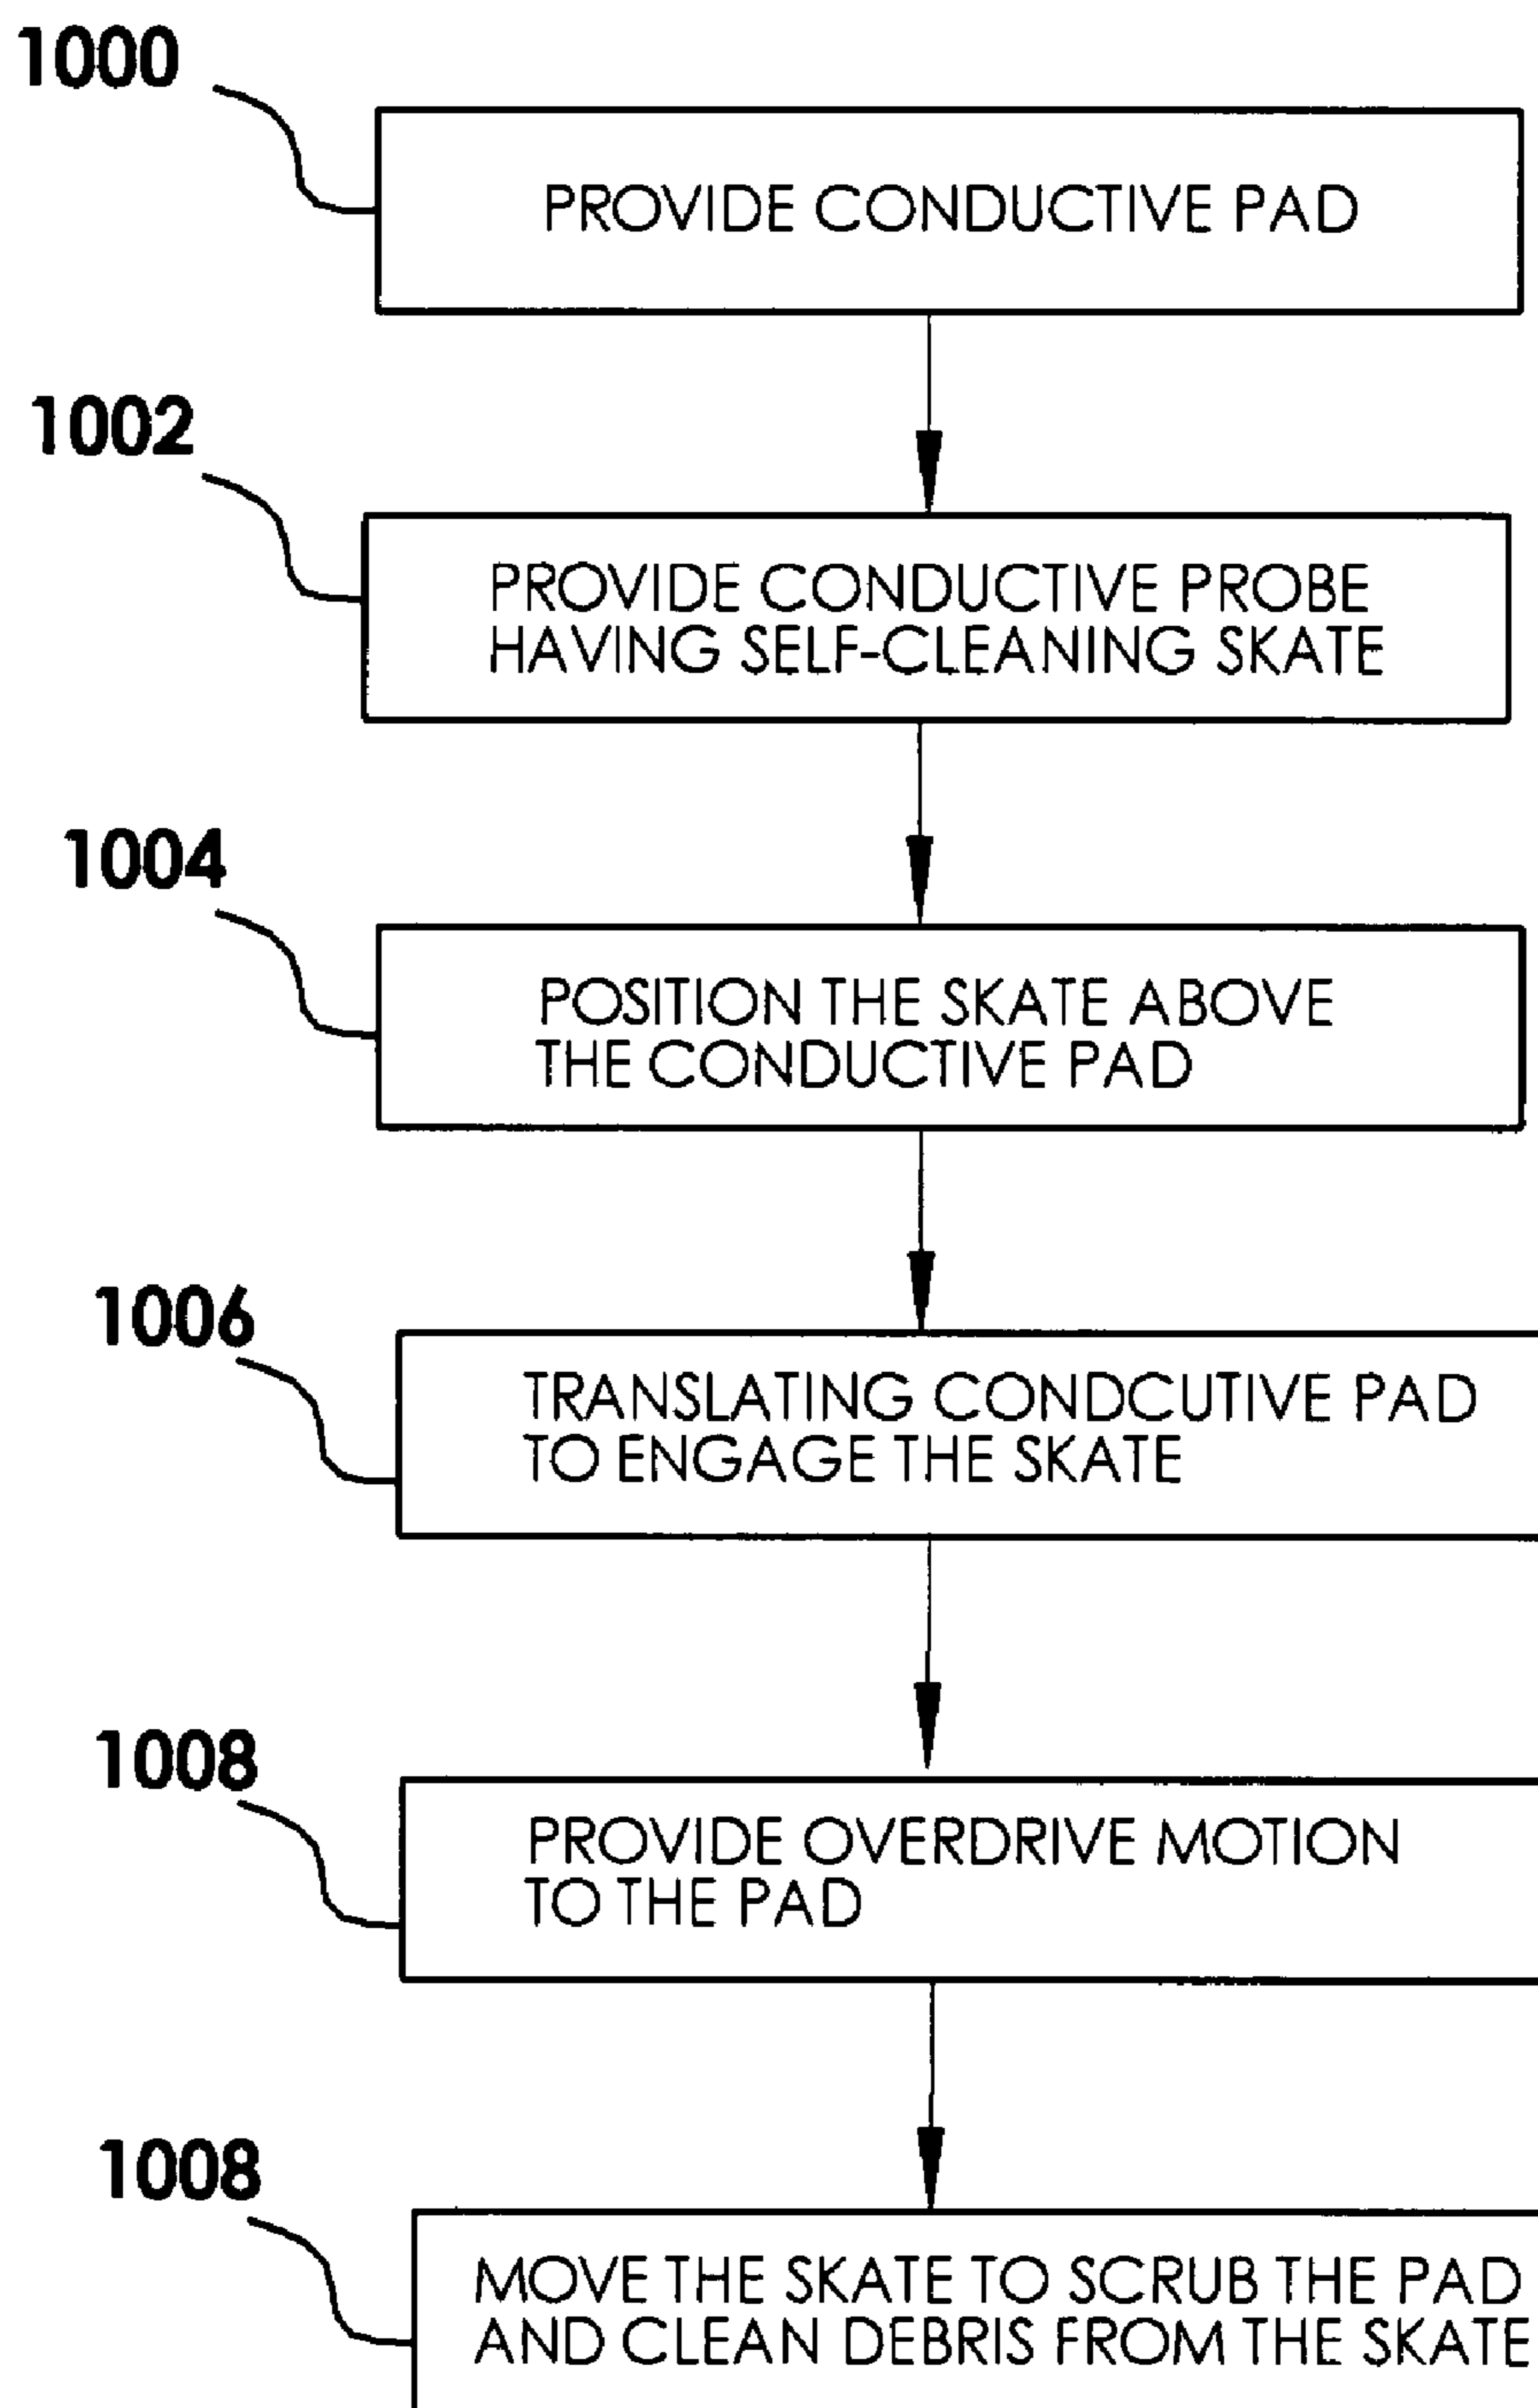 1000
PROVIDE CONDUCTIVE PAD
1002
PROVIDE CONDUCTIVE PROBE
HAVING SELF-CLEANING SKATE
1004
POSITION THE SKATE ABOVE
THE CONDUCTIVE PAD
1006
TRANSLATING CONDCUTIVE PAD
TO ENGAGE THE SKATE
1008
PROVIDE OVERDRIVE MOTION
TO THE PAD
1008
MOVE THE SKATE TO SCRUB THE PAD
AND CLEAN DEBRIS FROM THE SKATE